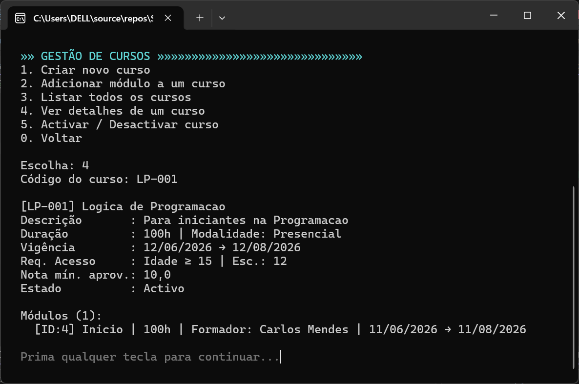 C:\Users\DELL\source\repos\S
»» GESTÃO DE CURSOS »»»»»»»»»»»»»»»»»»»»»»»»»»»»»»
1. Criar novo curso
2. Adicionar módulo a um curso
3. Listar todos os cursos
4. Ver detalhes de um curso
5. Activar / Desactivar curso
0. Voltar
Escolha: 4
Código do curso: LP-001
[LP-001] Logica de Programacao
Descrição : Para iniciantes na Programacao
Duração : 100h | Modalidade: Presencial
Vigência : 12/06/2026 → 12/08/2026
Req. Acesso : Idade ≥ 15 | Esc.: 12
Nota mín. aprov.: 10,0
Estado : Activo
Módulos (1):
[ID:4] Inicio | 100h | Formador: Carlos Mendes | 11/06/2026 → 11/08/2026
Prima qualquer tecla para continuar...